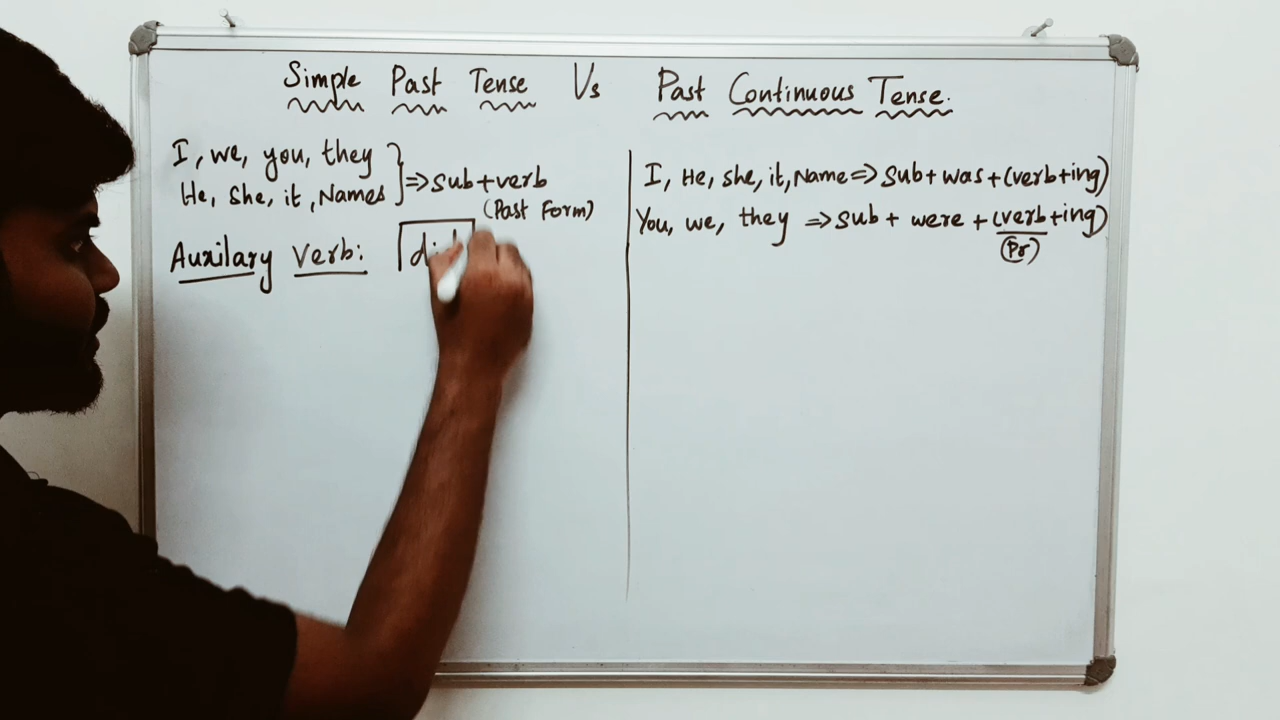 Simple Past Tense Vs Past Continuous Tense.
I, we, you, they
He, She, it, Names } ⇒ sub+verb
(Past Form)
Auxilary Verb:
I, He, she, it, Name ⇒ Sub + was + (verb+ing)
You, we, they ⇒ sub + were + (verb+ing)
(Pr)